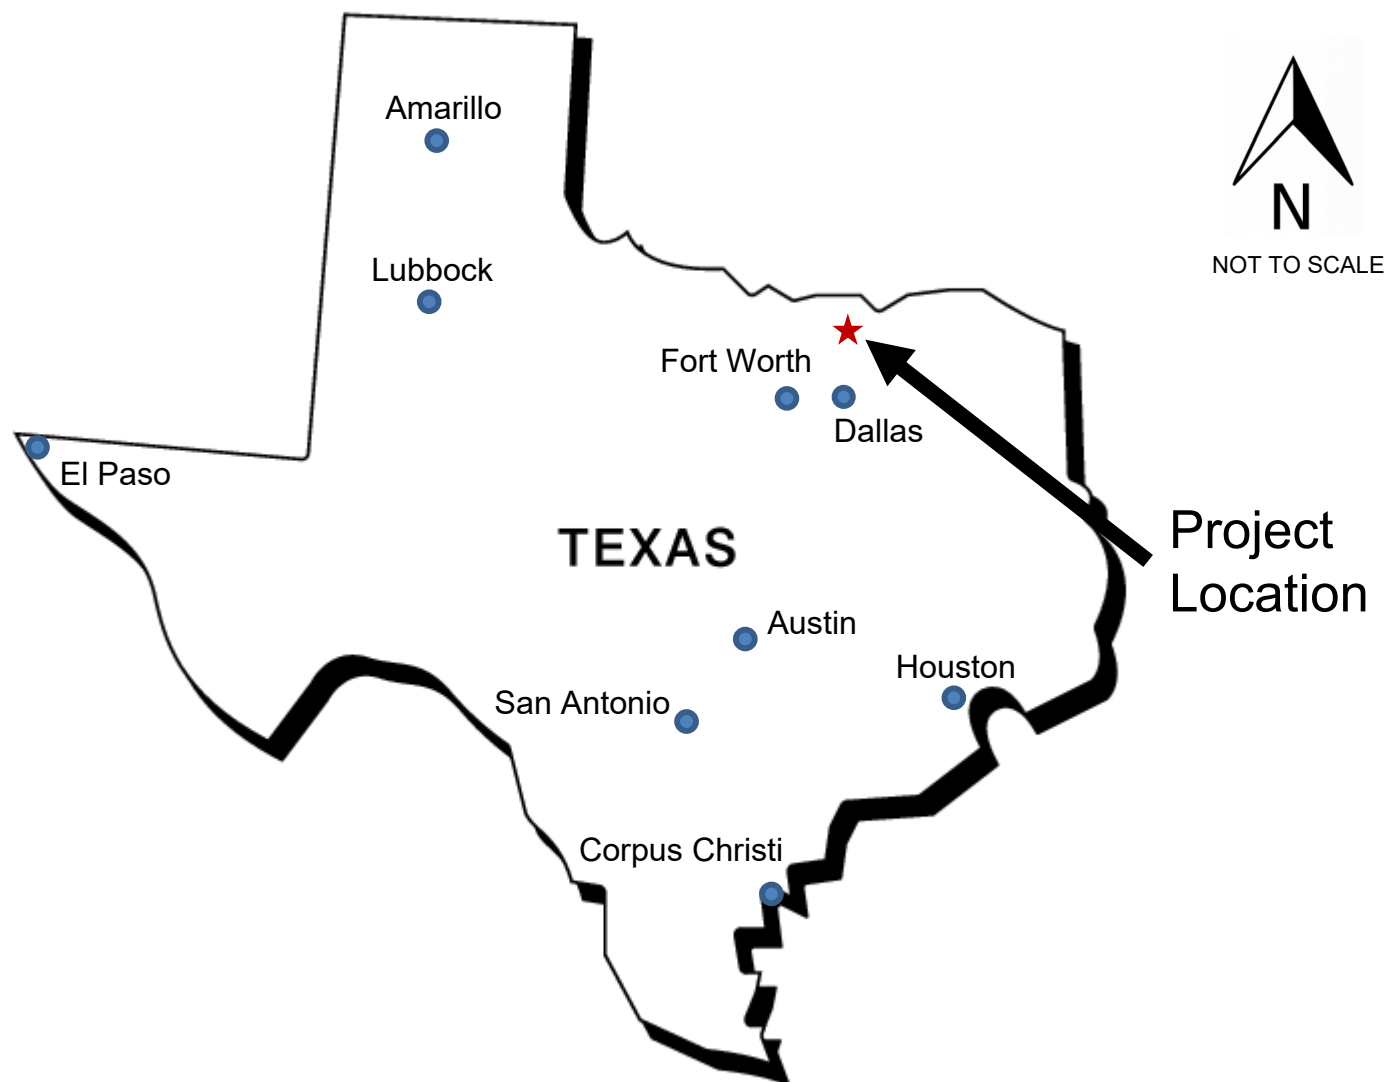 Amarillo
N
NOT TO SCALE
Lubbock
Fort Worth
Dallas
El Paso
Project
Location
TEXAS
Austin
Houston
San Antonio
Corpus Christi